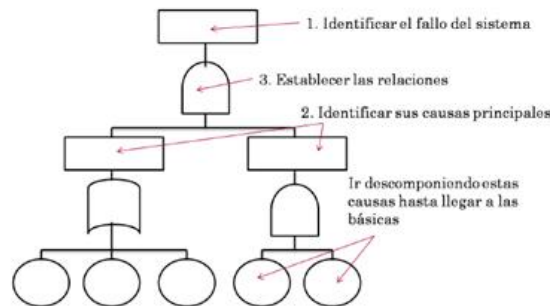 1. Identificar el fallo del sistema
3. Establecer las relaciones
2. Identificar sus causas principales
Ir descomponiendo estas
causas hasta llegar a las
básicas